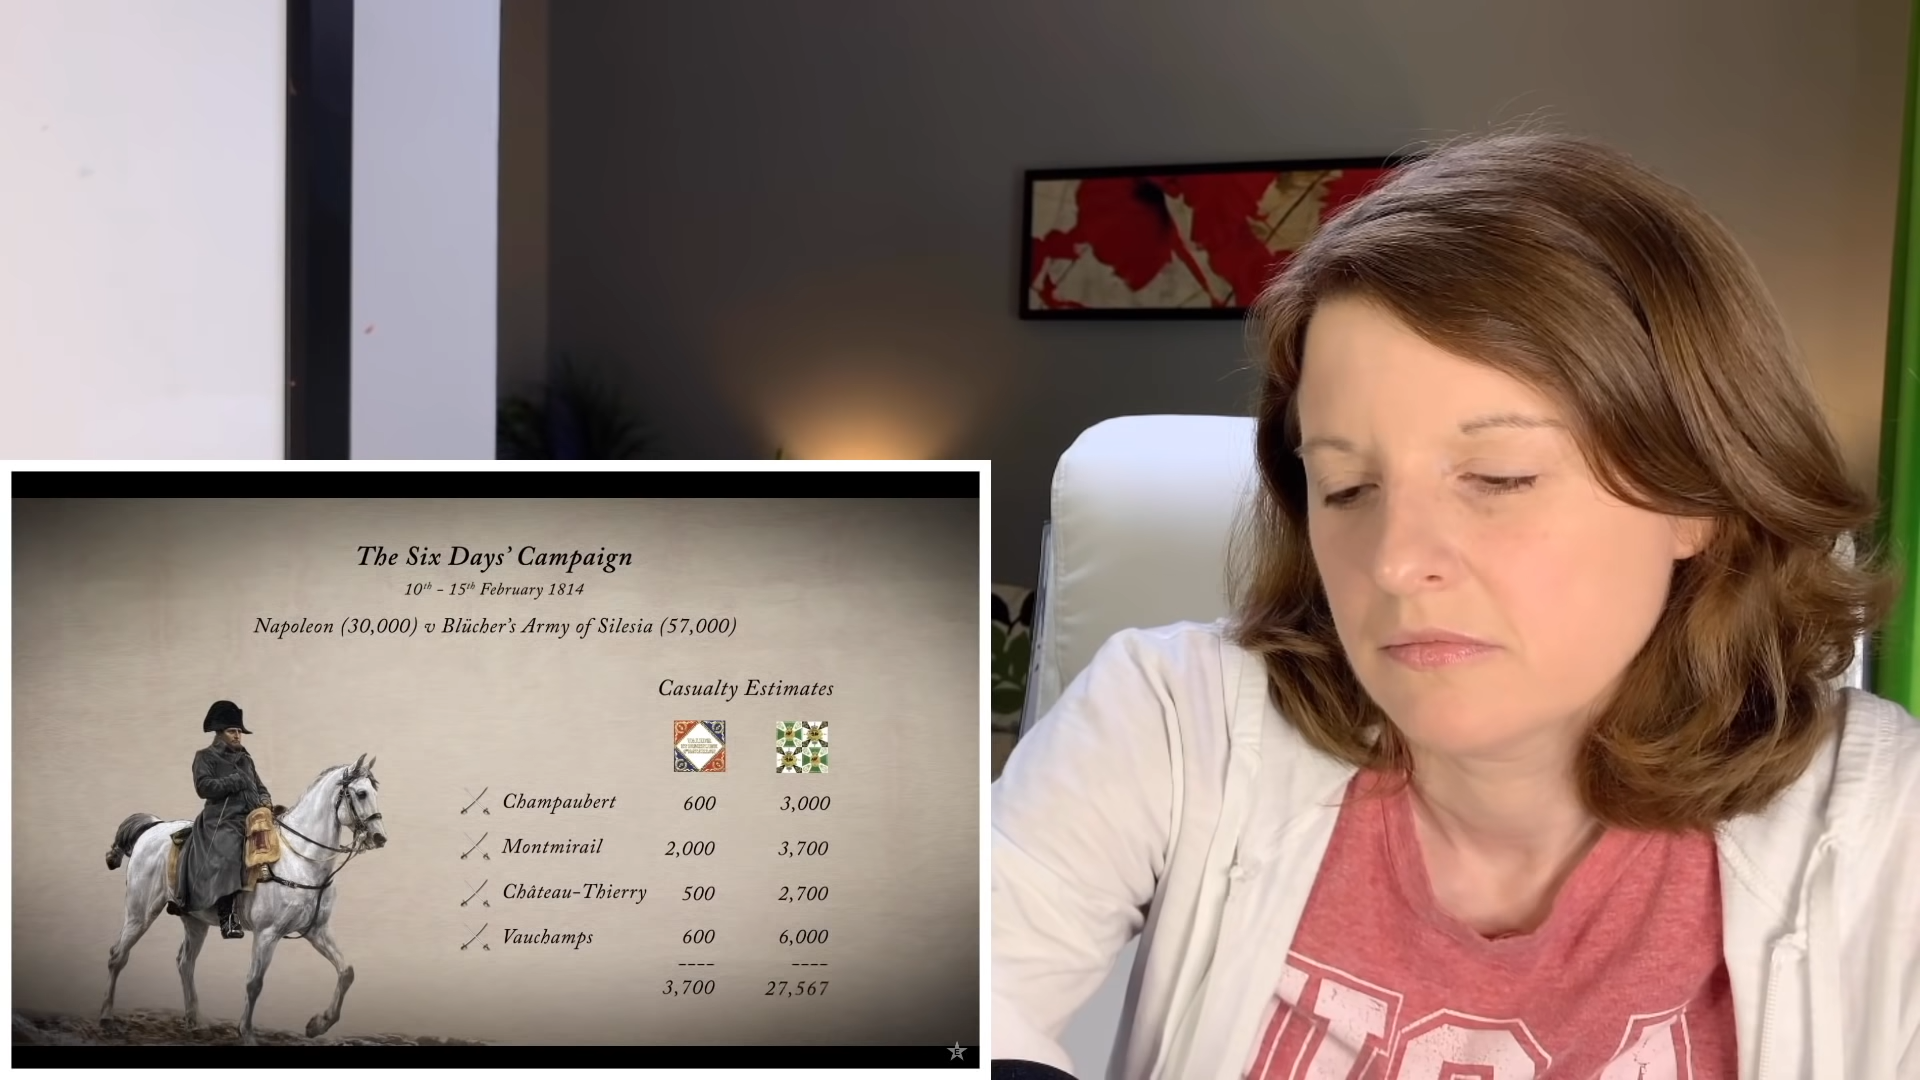 The Six Days' Campaign
10th - 15th February 1814
Napoleon (30,000) v Blücher's Army of Silesia (57,000)
Casualty Estimates
Champaubert 600 3,000
Montmirail 2,000 3,700
Château-Thierry 500 2,700
Vauchamps 600 6,000
----  ----
3,700 27,567
E
USA